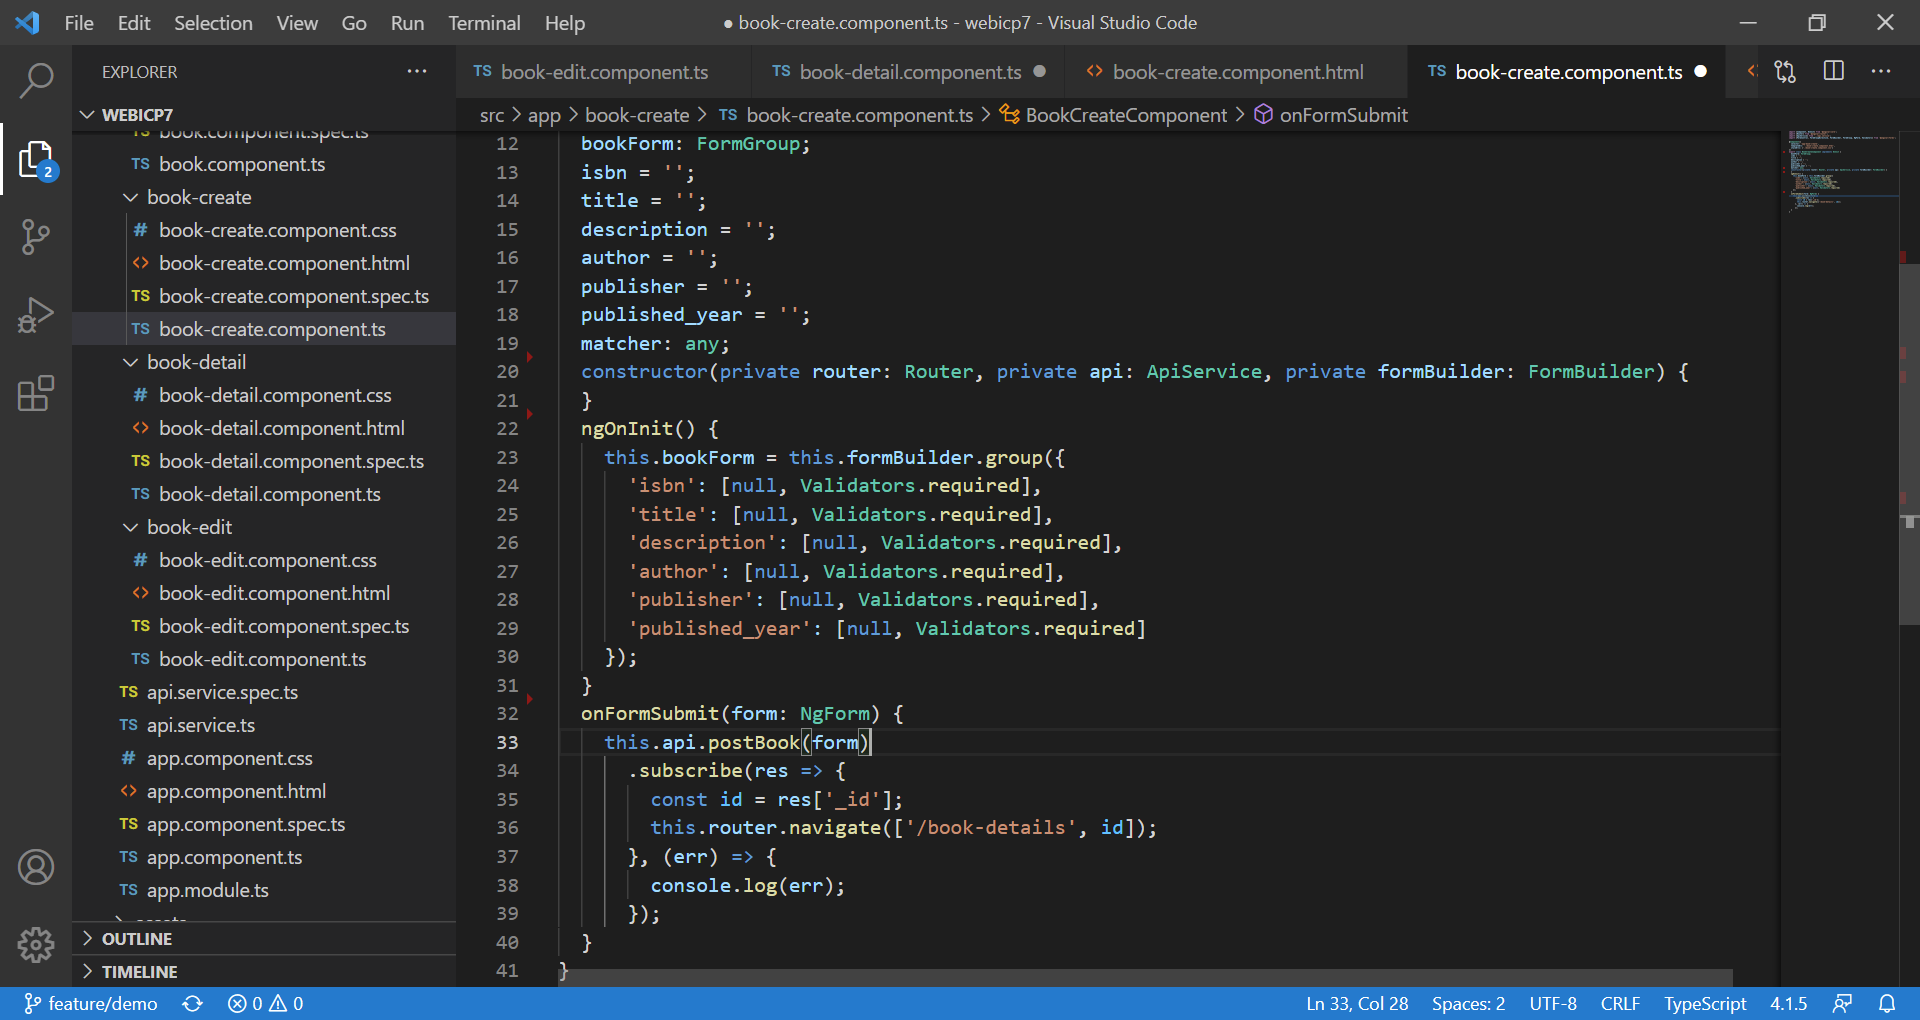 File Edit Selection View Go Run Terminal Help
● book-create.component.ts - webicp7 - Visual Studio Code
EXPLORER ···
TS book-edit.component.ts
TS book-detail.component.ts ●
<> book-create.component.html
TS book-create.component.ts ●
WEBICP7
src > app > book-create > TS book-create.component.ts > BookCreateComponent > onFormSubmit
TS book.component.spec.ts
TS book.component.ts
book-create
# book-create.component.css
<> book-create.component.html
TS book-create.component.spec.ts
TS book-create.component.ts
book-detail
# book-detail.component.css
<> book-detail.component.html
TS book-detail.component.spec.ts
TS book-detail.component.ts
book-edit
# book-edit.component.css
<> book-edit.component.html
TS book-edit.component.spec.ts
TS book-edit.component.ts
TS api.service.spec.ts
TS api.service.ts
# app.component.css
<> app.component.html
TS app.component.spec.ts
TS app.component.ts
TS app.module.ts
OUTLINE
TIMELINE
2
12 bookForm: FormGroup;
13 isbn = '';
14 title = '';
15 description = '';
16 author = '';
17 publisher = '';
18 published_year = '';
19 matcher: any;
20 constructor(private router: Router, private api: ApiService, private formBuilder: FormBuilder) {
21 }
22 ngOnInit() {
23 this.bookForm = this.formBuilder.group({
24 'isbn': [null, Validators.required],
25 'title': [null, Validators.required],
26 'description': [null, Validators.required],
27 'author': [null, Validators.required],
28 'publisher': [null, Validators.required],
29 'published_year': [null, Validators.required]
30 });
31 }
32 onFormSubmit(form: NgForm) {
33 this.api.postBook(form)
34 .subscribe(res => {
35 const id = res['_id'];
36 this.router.navigate(['/book-details', id]);
37 }, (err) => {
38 console.log(err);
39 });
40 }
41 }
feature/demo 0 0
Ln 33, Col 28 Spaces: 2 UTF-8 CRLF TypeScript 4.1.5